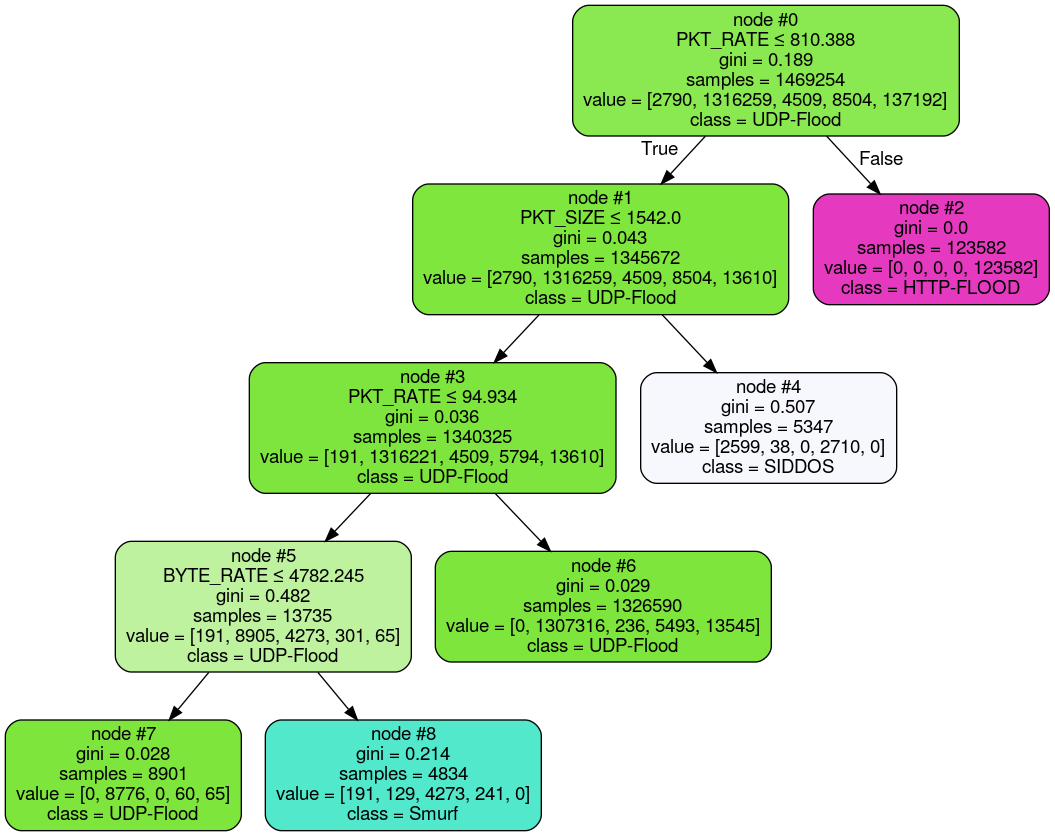 node #0
PKT_RATE ≤ 810.388
gini = 0.189
samples = 1469254
value = [2790, 1316259, 4509, 8504, 137192]
class = UDP-Flood
True
False
node #1
PKT_SIZE ≤ 1542.0
gini = 0.043
samples = 1345672
value = [2790, 1316259, 4509, 8504, 13610]
class = UDP-Flood
node #2
gini = 0.0
samples = 123582
value = [0, 0, 0, 0, 123582]
class = HTTP-FLOOD
node #3
PKT_RATE ≤ 94.934
gini = 0.036
samples = 1340325
value = [191, 1316221, 4509, 5794, 13610]
class = UDP-Flood
node #4
gini = 0.507
samples = 5347
value = [2599, 38, 0, 2710, 0]
class = SIDDOS
node #5
BYTE_RATE ≤ 4782.245
gini = 0.482
samples = 13735
value = [191, 8905, 4273, 301, 65]
class = UDP-Flood
node #6
gini = 0.029
samples = 1326590
value = [0, 1307316, 236, 5493, 13545]
class = UDP-Flood
node #7
gini = 0.028
samples = 8901
value = [0, 8776, 0, 60, 65]
class = UDP-Flood
node #8
gini = 0.214
samples = 4834
value = [191, 129, 4273, 241, 0]
class = Smurf